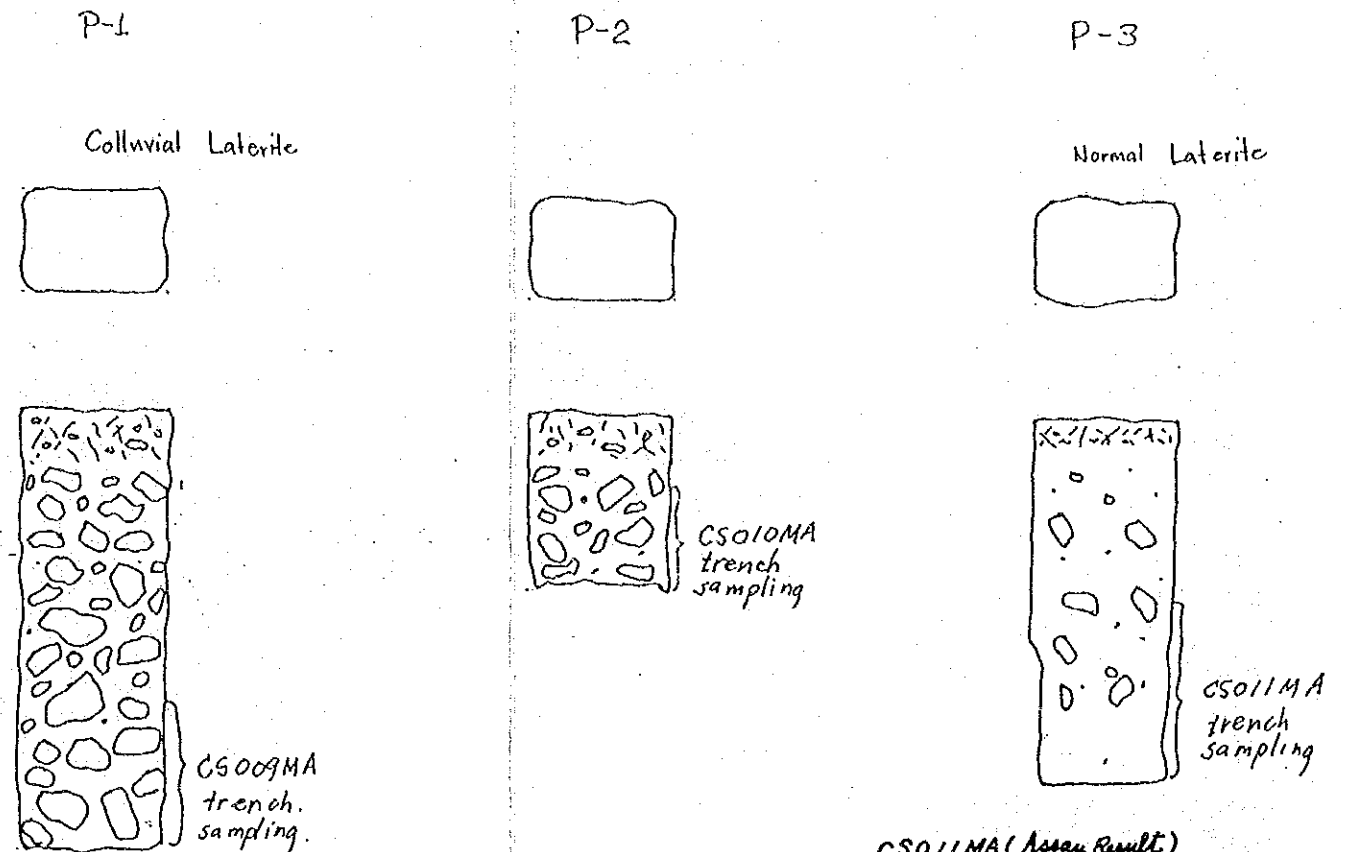 P-1
P-2
P-3
Colluvial Laterite
Normal Laterite
CS010MA
trench
sampling
CS011MA
trench
sampling
CS009MA
trench.
sampling.
CS011MA (Assay Result)